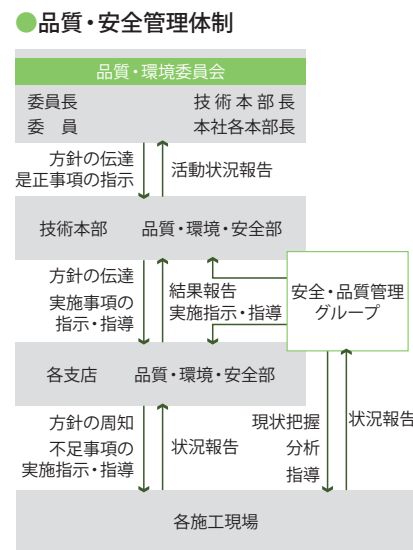 ●品質・安全管理体制
品質・環境委員会
委員長 技術本部長
委員 本社各本部長
方針の伝達
是正事項の指示
活動状況報告
技術本部 品質・環境・安全部
方針の伝達
実施事項の
指示・指導
結果報告
実施指示・指導
安全・品質管理
グループ
各支店 品質・環境・安全部
方針の周知
不足事項の
実施指示・指導
状況報告
現状把握
分析
指導
状況報告
各施工現場